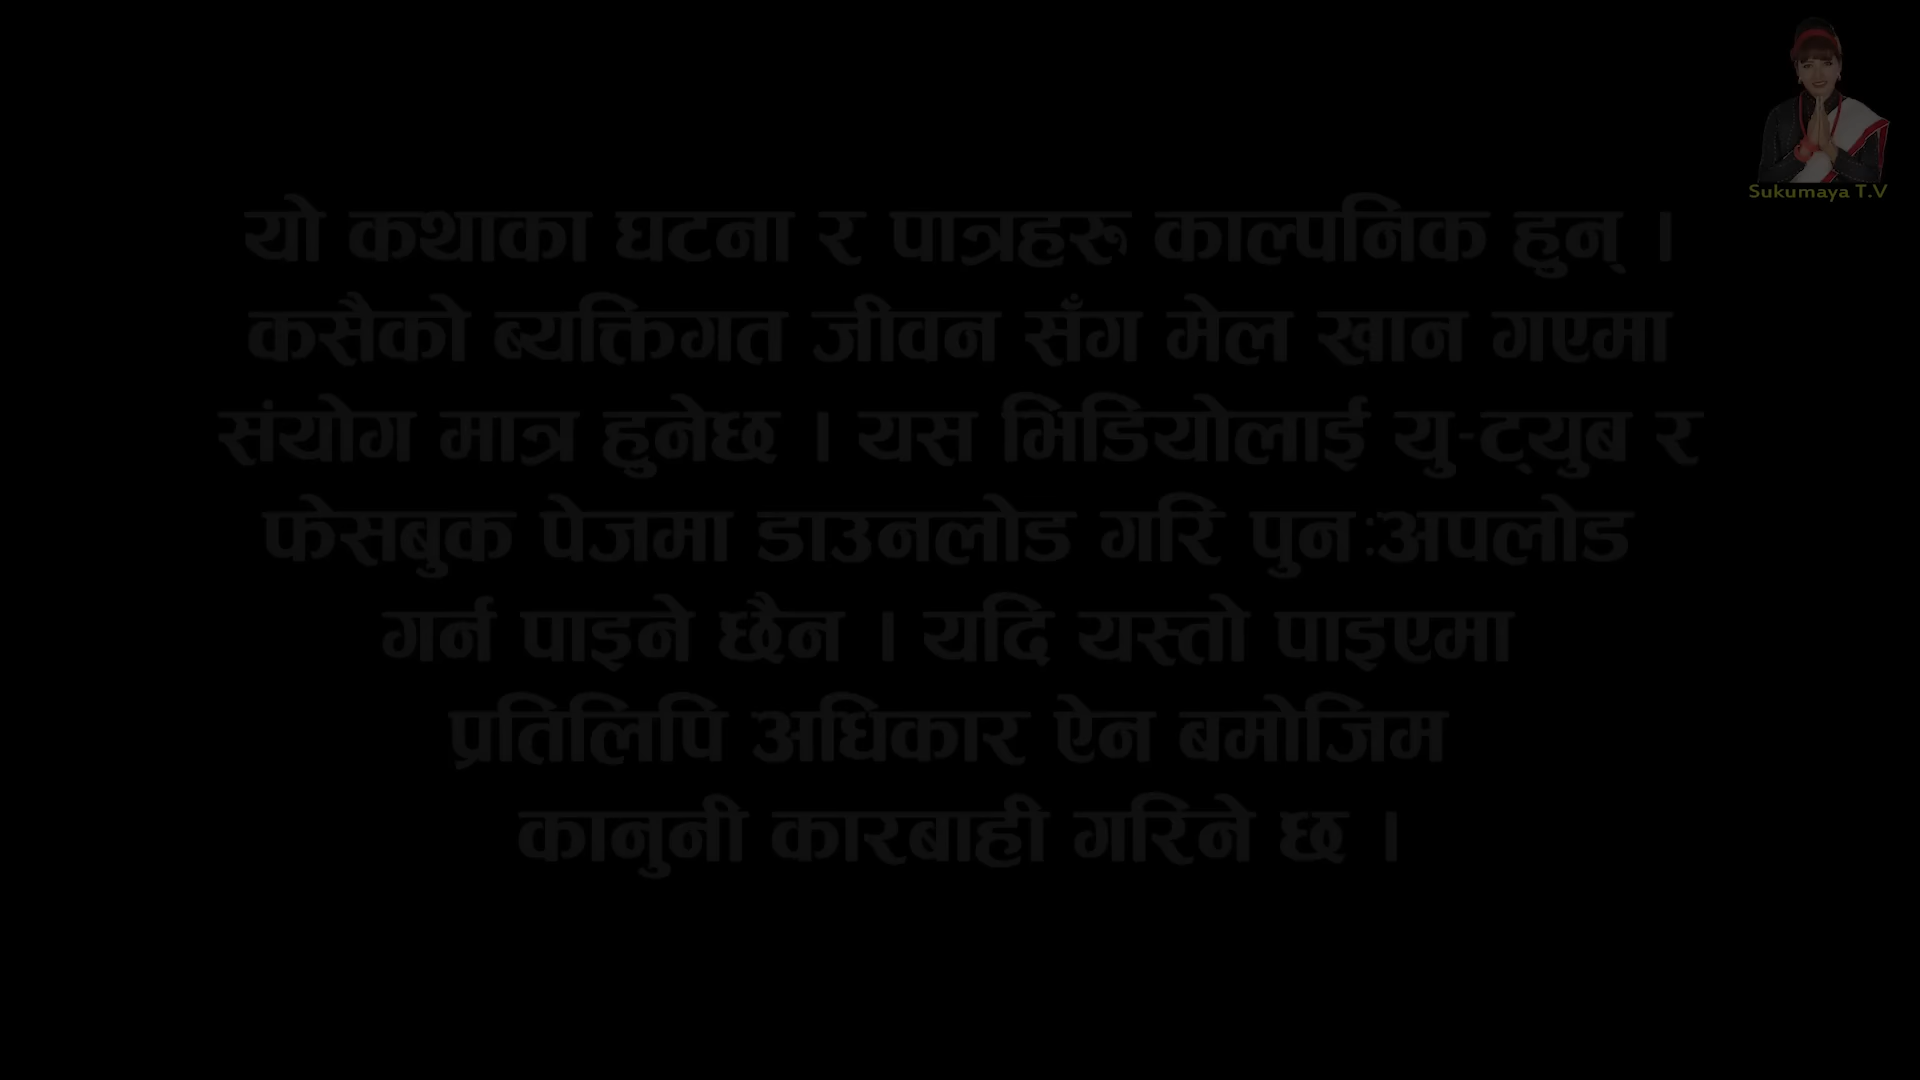 Sukumaya T.V
यो कथाका घटना र पात्रहरू काल्पनिक हुन् ।
कसैको ब्यक्तिगत जीवन सँग मेल खान गएमा
संयोग मात्र हुनेछ । यस भिडियोलाई यु-ट्युब र
फेसबुक पेजमा डाउनलोड गरि पुनःअपलोड
गर्न पाइने छैन । यदि यस्तो पाइएमा
प्रतिलिपि अधिकार ऐन बमोजिम
कानुनी कारबाही गरिने छ ।